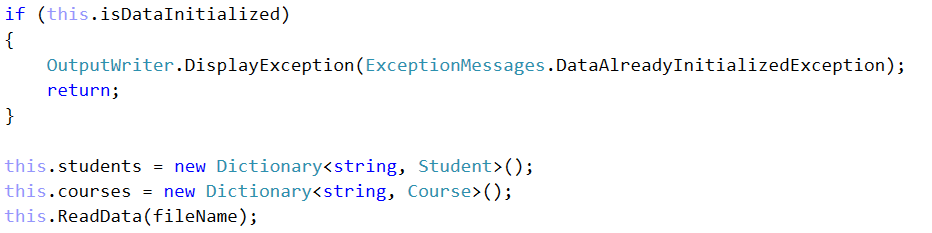 if (this.isDataInitialized)
{
    OutputWriter.DisplayException(ExceptionMessages.DataAlreadyInitializedException);
    return;
}

this.students = new Dictionary<string, Student>();
this.courses = new Dictionary<string, Course>();
this.ReadData(fileName);